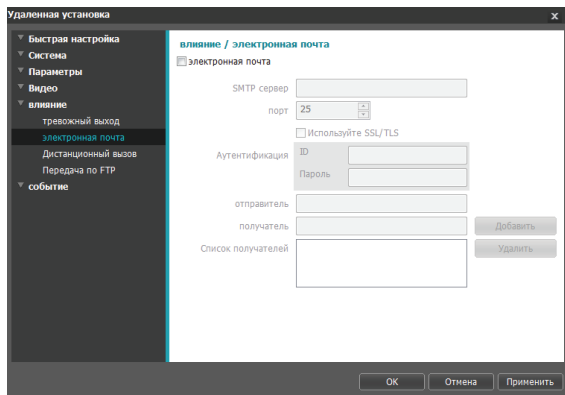 Удаленная установка
x
Быстрая настройка
Система
Параметры
Видео
влияние
тревожный выход
электронная почта
Дистанционный вызов
Передача по FTP
событие
влияние / электронная почта
электронная почта
SMTP сервер
порт 25
Используйте SSL/TLS
Аутентификация ID
Пароль
отправитель
получатель Добавить
Список получателей Удалить
OK Отмена Применить